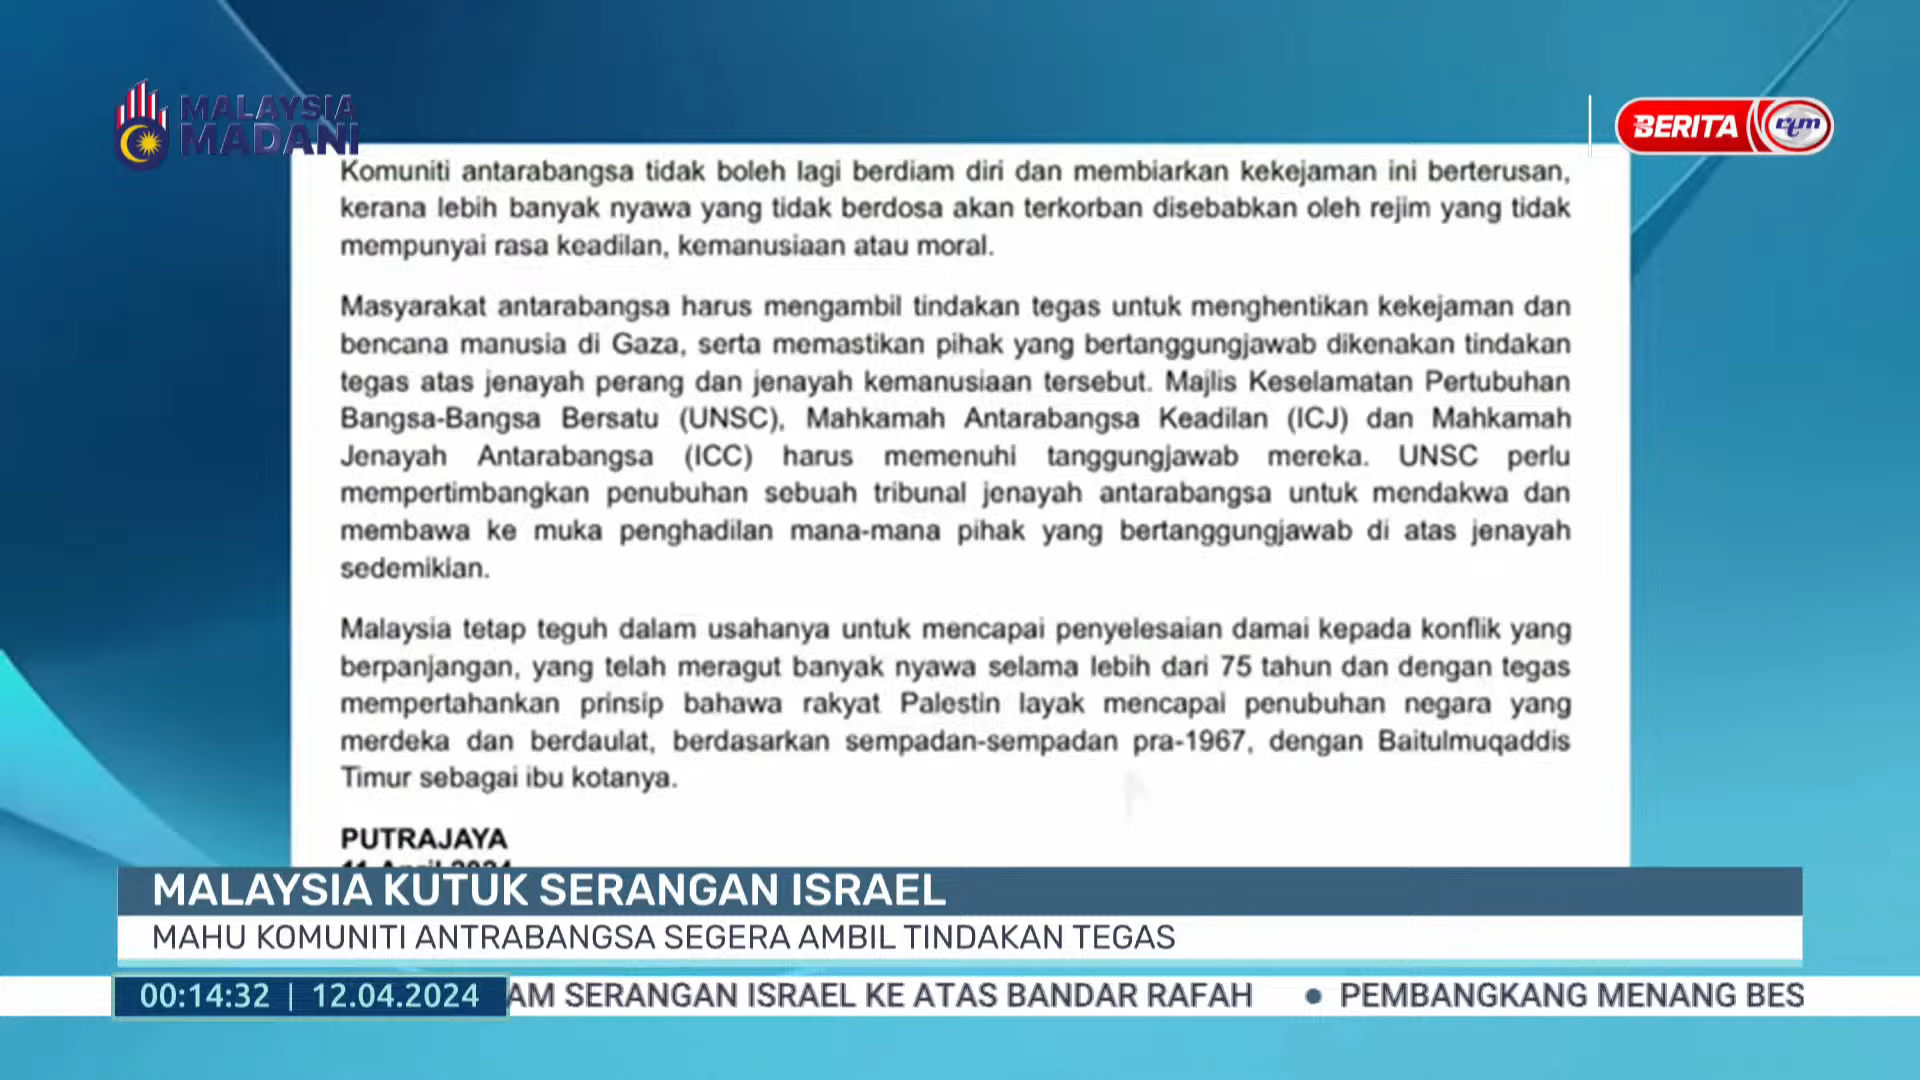 MALAYSIA
MADANI
BERITA rtm
Komuniti antarabangsa tidak boleh lagi berdiam diri dan membiarkan kekejaman ini berterusan,
kerana lebih banyak nyawa yang tidak berdosa akan terkorban disebabkan oleh rejim yang tidak
mempunyai rasa keadilan, kemanusiaan atau moral.
Masyarakat antarabangsa harus mengambil tindakan tegas untuk menghentikan kekejaman dan
bencana manusia di Gaza, serta memastikan pihak yang bertanggungjawab dikenakan tindakan
tegas atas jenayah perang dan jenayah kemanusiaan tersebut. Majlis Keselamatan Pertubuhan
Bangsa-Bangsa Bersatu (UNSC), Mahkamah Antarabangsa Keadilan (ICJ) dan Mahkamah
Jenayah Antarabangsa (ICC) harus memenuhi tanggungjawab mereka. UNSC perlu
mempertimbangkan penubuhan sebuah tribunal jenayah antarabangsa untuk mendakwa dan
membawa ke muka penghadilan mana-mana pihak yang bertanggungjawab di atas jenayah
sedemikian.
Malaysia tetap teguh dalam usahanya untuk mencapai penyelesaian damai kepada konflik yang
berpanjangan, yang telah meragut banyak nyawa selama lebih dari 75 tahun dan dengan tegas
mempertahankan prinsip bahawa rakyat Palestin layak mencapai penubuhan negara yang
merdeka dan berdaulat, berdasarkan sempadan-sempadan pra-1967, dengan Baitulmuqaddis
Timur sebagai ibu kotanya.
PUTRAJAYA
11 April 2024
MALAYSIA KUTUK SERANGAN ISRAEL
MAHU KOMUNITI ANTRABANGSA SEGERA AMBIL TINDAKAN TEGAS
00:14:32 | 12.04.2024 AM SERANGAN ISRAEL KE ATAS BANDAR RAFAH • PEMBANGKANG MENANG BES